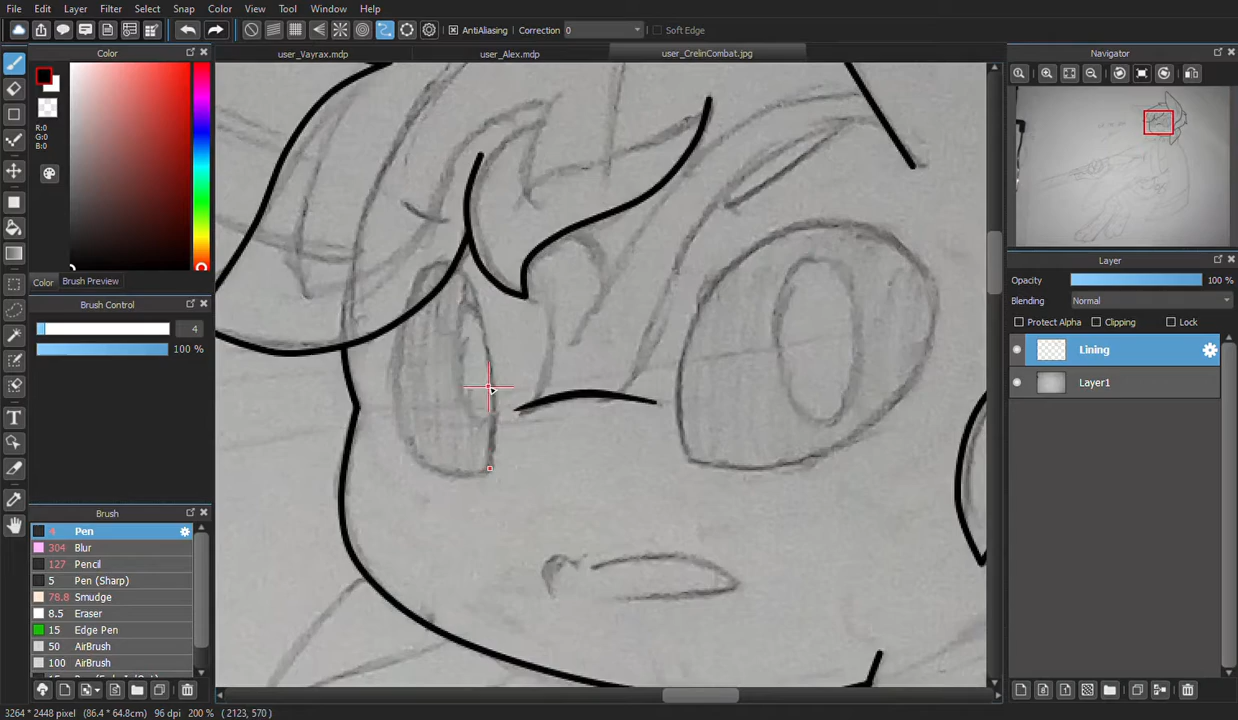 File Edit Layer Filter Select Snap Color View Tool Window Help
AntiAliasing Correction 0 Soft Edge
Color
user_Vayrax.mdp user_Alex.mdp user_CrelinCombat.jpg
Navigator
R:0
G:0
B:0
Color Brush Preview
Brush Control
4
100 %
Layer
Opacity 100 %
Blending Normal
Protect Alpha Clipping Lock
Lining
Layer1
Brush
4 Pen
304 Blur
127 Pencil
5 Pen (Sharp)
78.8 Smudge
8.5 Eraser
15 Edge Pen
50 AirBrush
100 AirBrush
3264 * 2448 pixel (86.4 * 64.8cm) 96 dpi 200 % ( 2123, 570 )